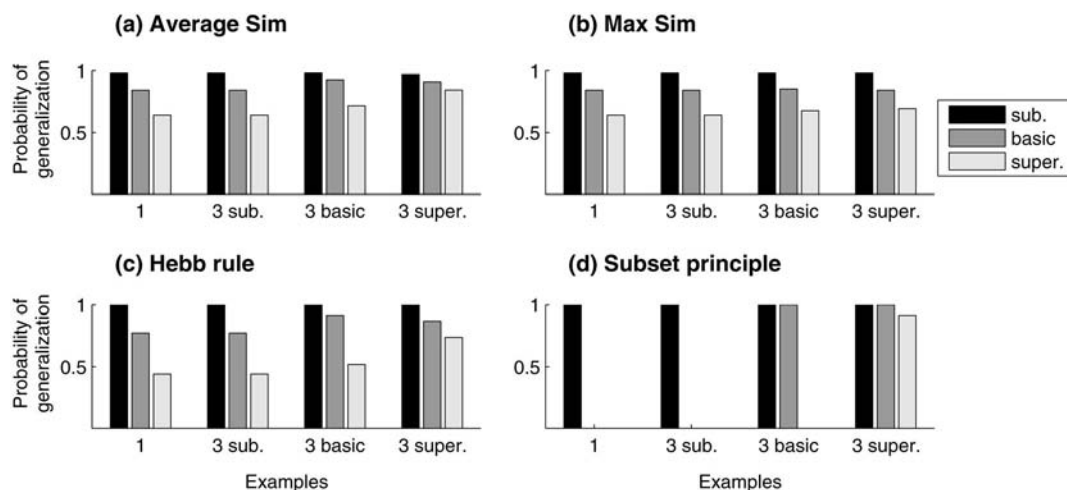 (a) Average Sim
(b) Max Sim
Probability of
generalization
1
0.5
1 3 sub. 3 basic 3 super.
1
0.5
1 3 sub. 3 basic 3 super.
sub.
basic
super.
(c) Hebb rule
(d) Subset principle
Probability of
generalization
1
0.5
1 3 sub. 3 basic 3 super.
Examples
1
0.5
1 3 sub. 3 basic 3 super.
Examples